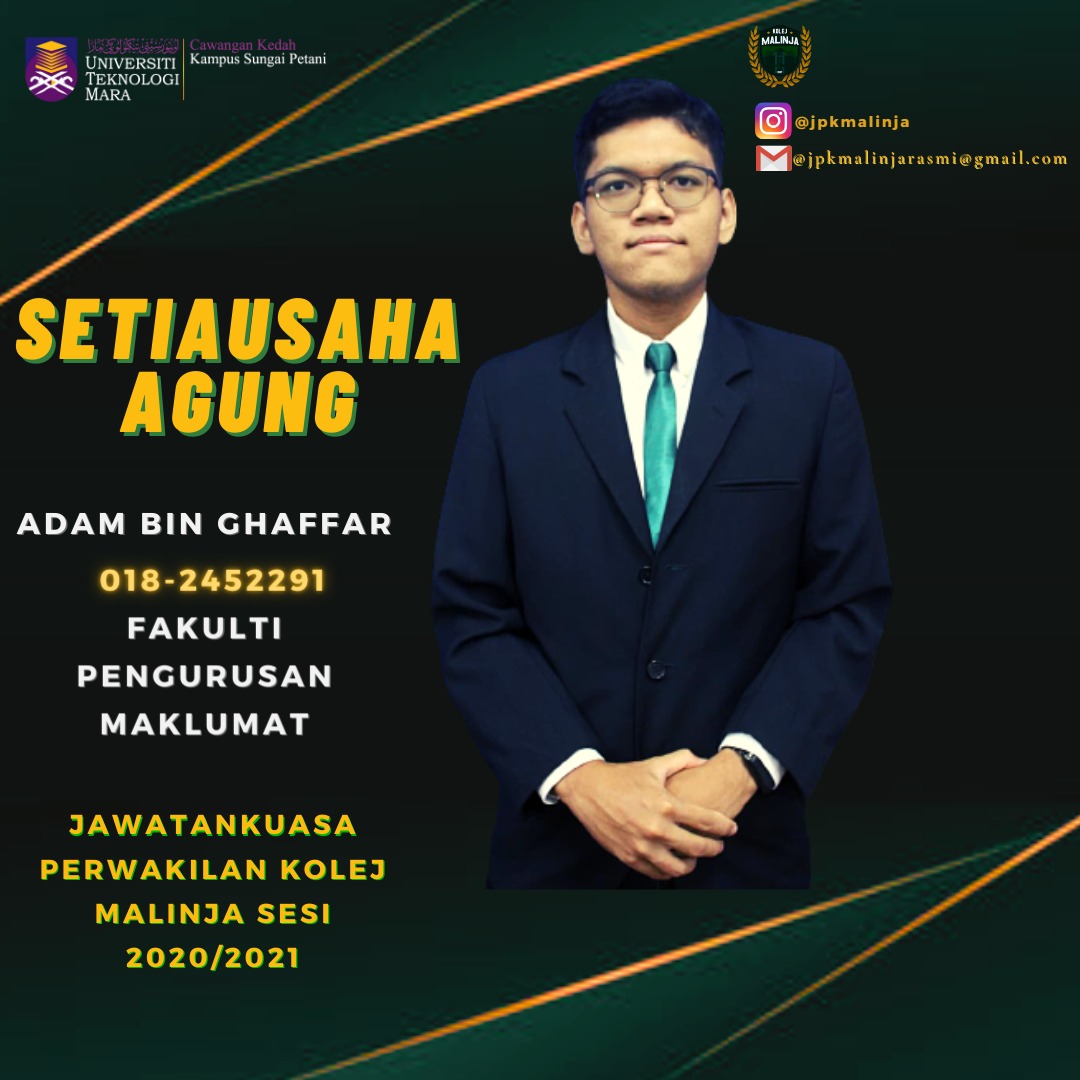 UNIVERSITI
TEKNOLOGI
MARA
Cawangan Kedah
Kampus Sungai Petani
KOLEJ
MALINJA
@jpkmalinja
@jpkmalinjarasmi@gmail.com
SETIAUSAHA
AGUNG
ADAM BIN GHAFFAR
018-2452291
FAKULTI
PENGURUSAN
MAKLUMAT
JAWATANKUASA
PERWAKILAN KOLEJ
MALINJA SESI
2020/2021